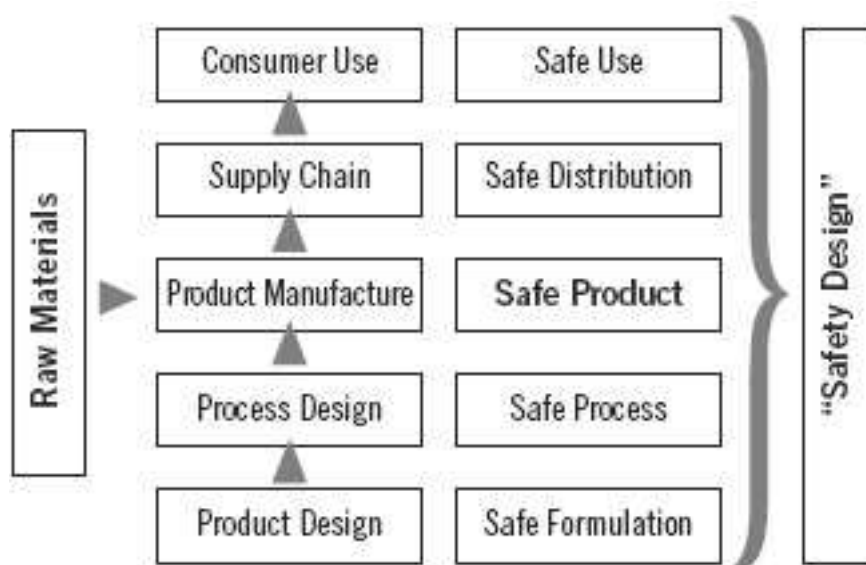 Consumer Use
Safe Use
Supply Chain
Safe Distribution
Raw Materials
Product Manufacture
Safe Product
"Safety Design"
Process Design
Safe Process
Product Design
Safe Formulation